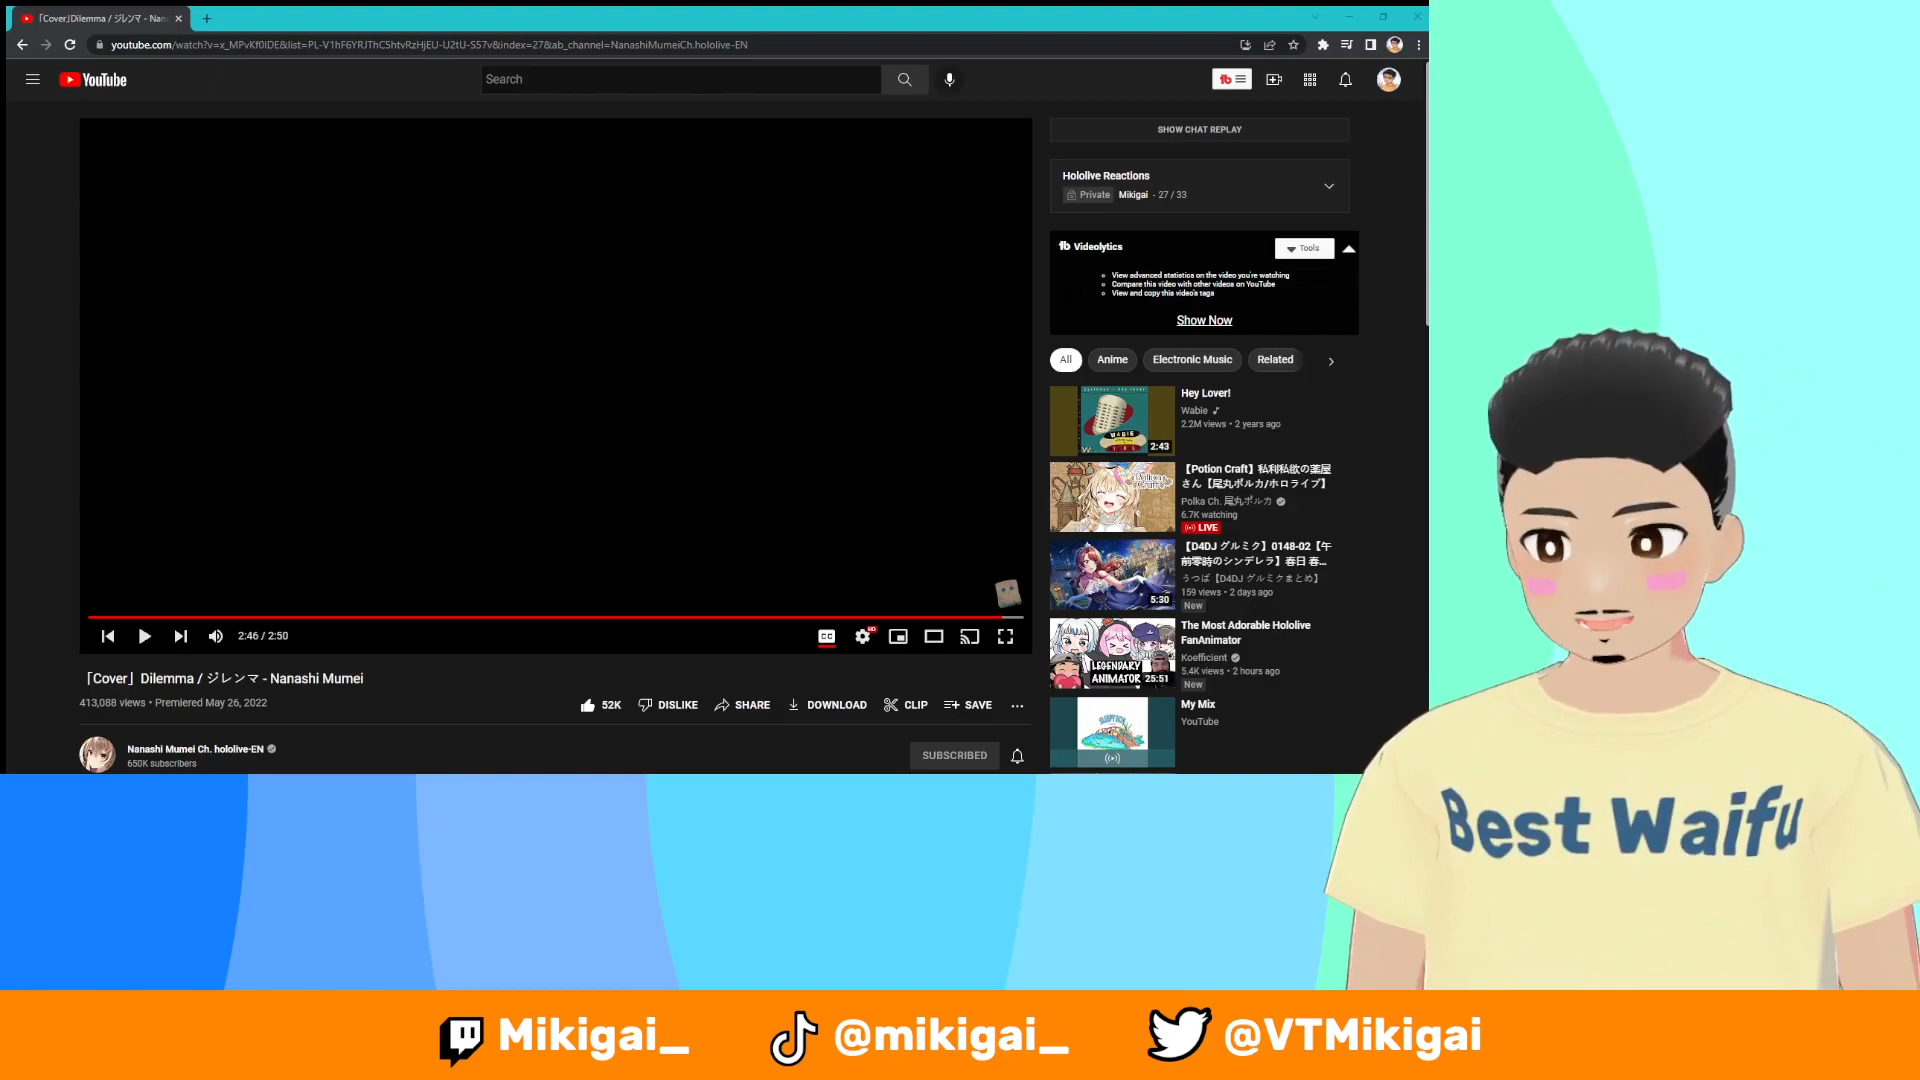 「Cover」Dilemma / ジレンマ - Nan
youtube.com/watch?v=x_MPvKf0lDE&list=PL-V1hF6YRJThC5htvRzHjEU-U2tU-S57v&index=27&ab_channel=NanashiMumeiCh.hololive-EN
YouTube
Search
tb
SHOW CHAT REPLAY
Hololive Reactions
Private Mikigai - 27 / 33
tb Videolytics
Tools
View advanced statistics on the video you're watching
Compare this video with other videos on YouTube
View and copy this video's tags
Show Now
All Anime Electronic Music Related
Hey Lover!
Wabie
2.2M views • 2 years ago
WABIE
2:43
【Potion Craft】私利私欲の薬屋
さん【尾丸ポルカ/ホロライブ】
Polka Ch. 尾丸ポルカ
6.7K watching
LIVE
【D4DJ グルミク】0148-02【午
前零時のシンデレラ】春日 春...
うつぱ【D4DJ グルミクまとめ】
159 views • 2 days ago
New
5:30
The Most Adorable Hololive
FanAnimator
Koefficient
5.4K views • 2 hours ago
New
LEGENDARY
ANIMATOR
25:51
My Mix
YouTube
2:46 / 2:50
CC
HD
「Cover」Dilemma / ジレンマ - Nanashi Mumei
413,088 views • Premiered May 26, 2022
52K DISLIKE SHARE DOWNLOAD CLIP SAVE
Nanashi Mumei Ch. hololive-EN
650K subscribers
SUBSCRIBED
Best Waifu
Mikigai_ @mikigai_ @VTMikigai